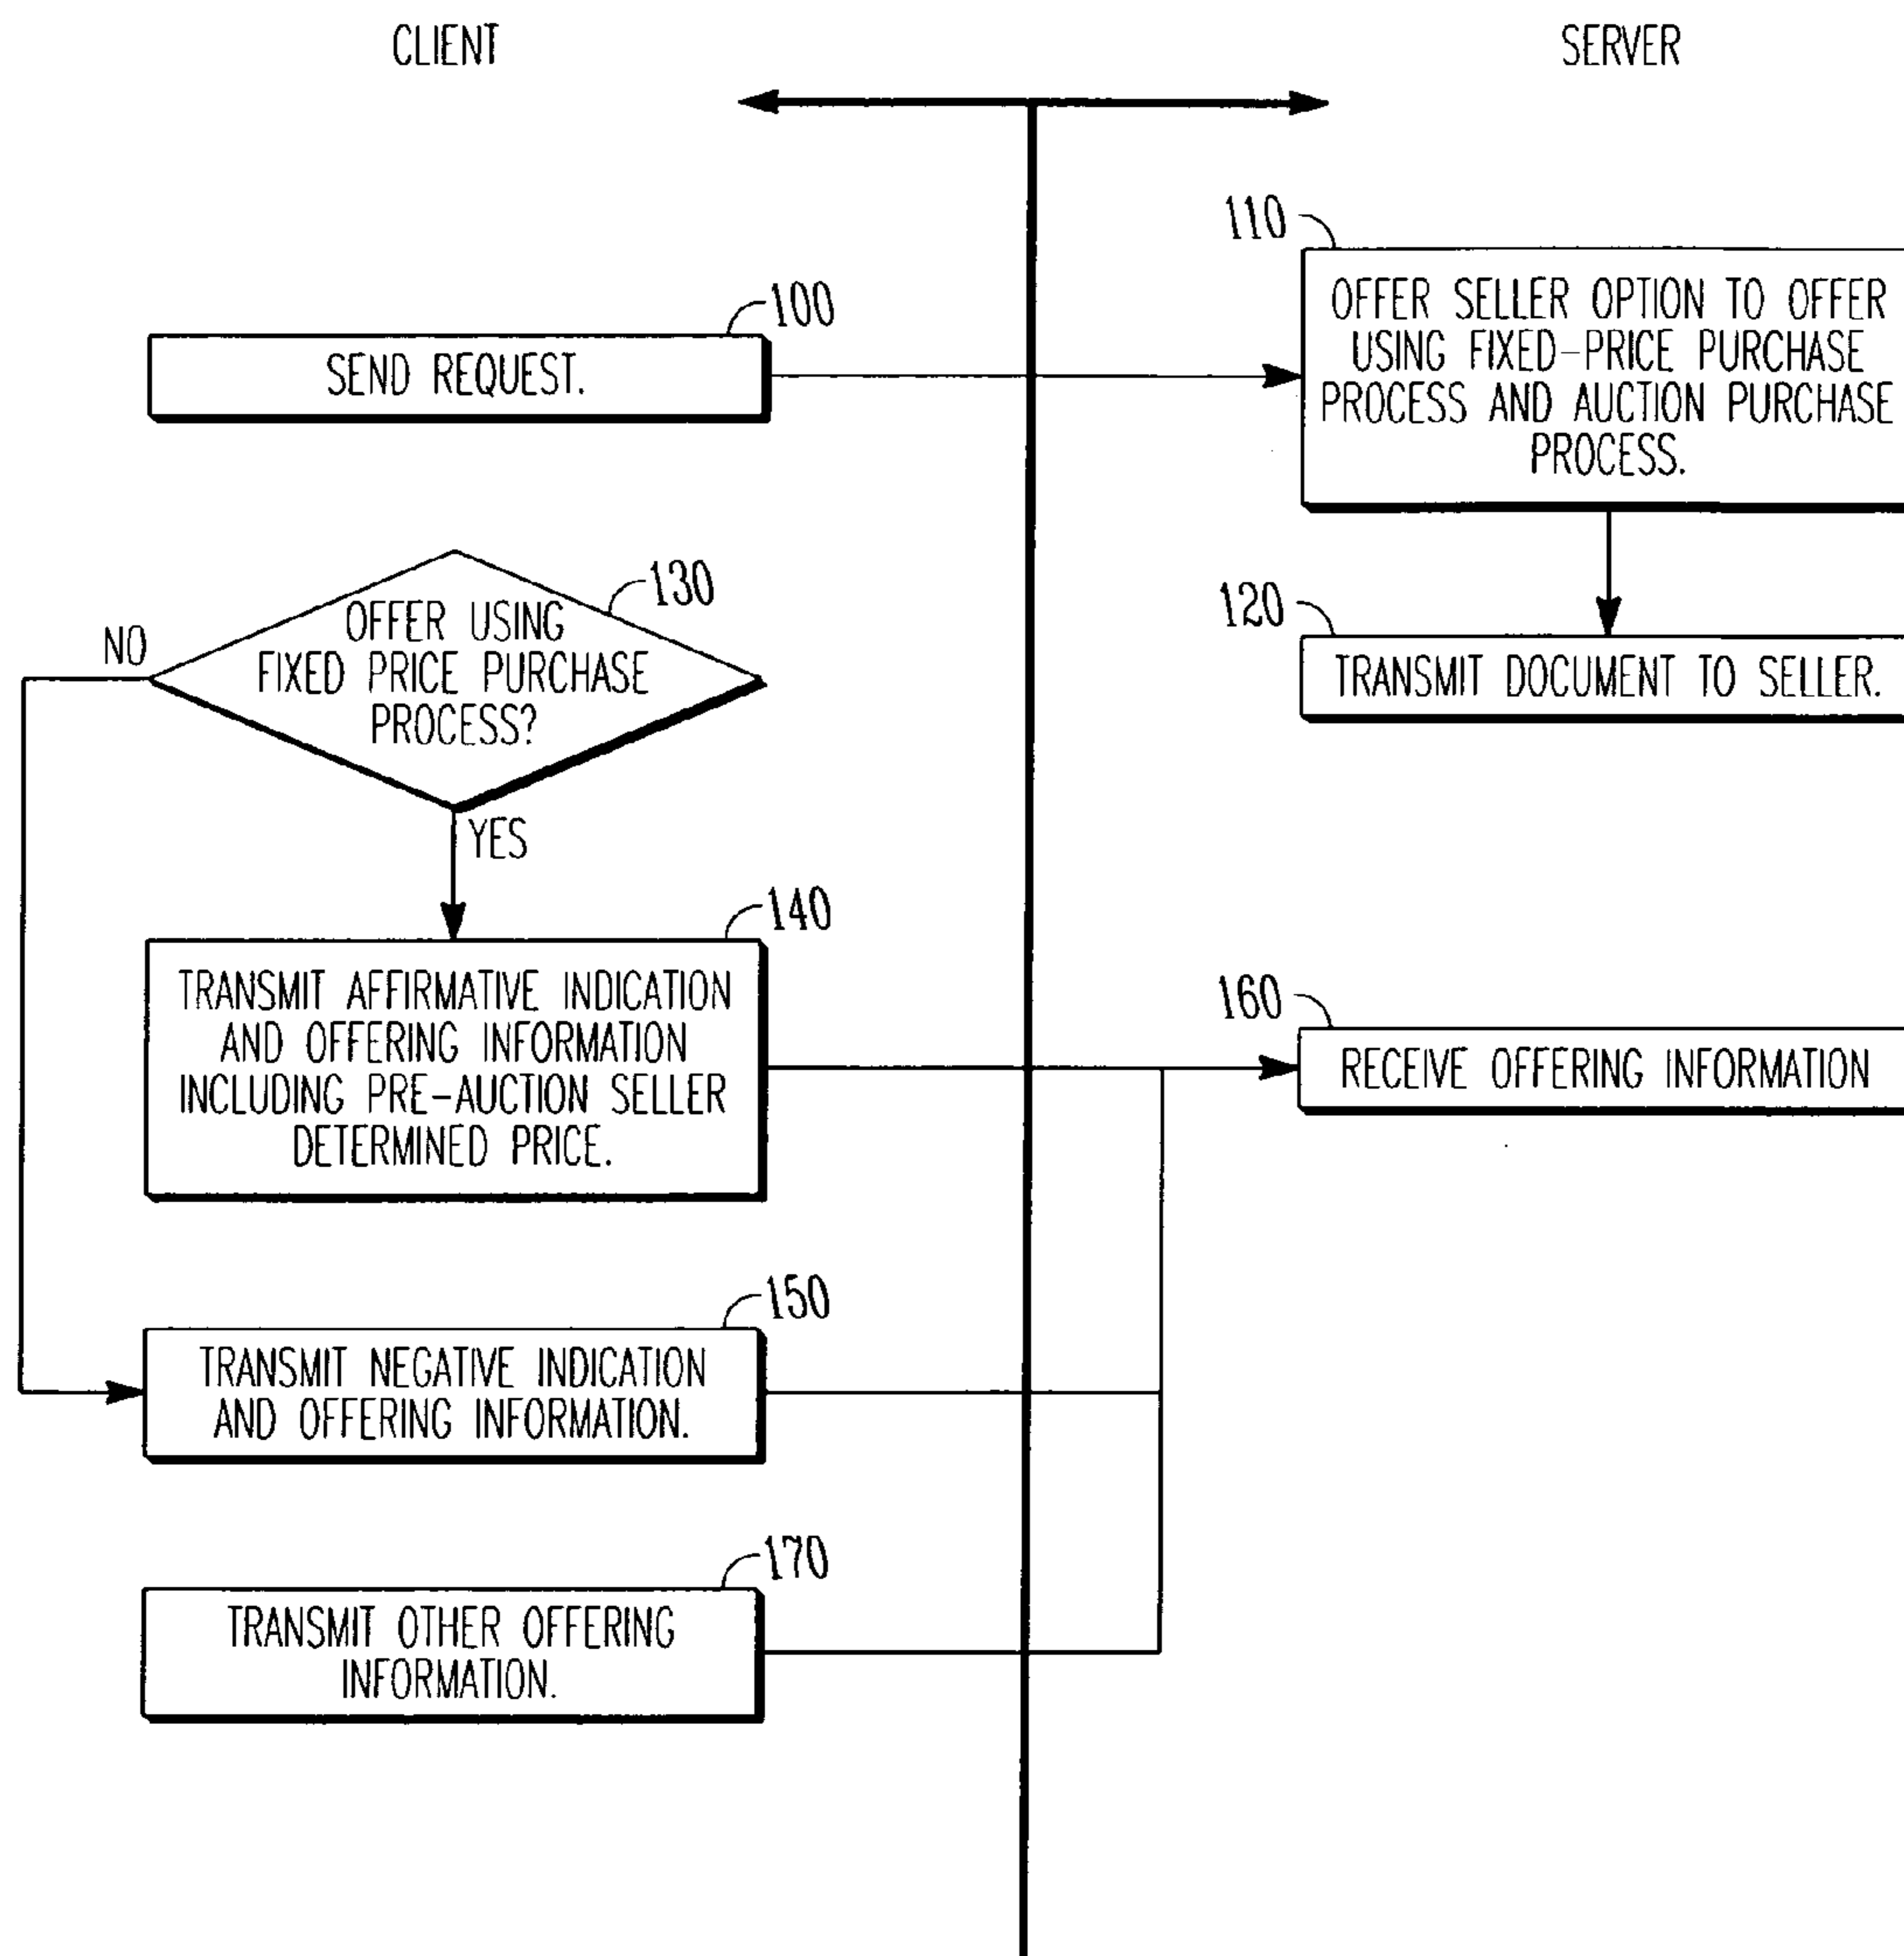 CLIENT
SERVER
110
OFFER SELLER OPTION TO OFFER
USING FIXED-PRICE PURCHASE
PROCESS AND AUCTION PURCHASE
PROCESS.
100
SEND REQUEST.
130
OFFER USING
FIXED PRICE PURCHASE
PROCESS?
NO
YES
120
TRANSMIT DOCUMENT TO SELLER.
140
TRANSMIT AFFIRMATIVE INDICATION
AND OFFERING INFORMATION
INCLUDING PRE-AUCTION SELLER
DETERMINED PRICE.
160
RECEIVE OFFERING INFORMATION
150
TRANSMIT NEGATIVE INDICATION
AND OFFERING INFORMATION.
170
TRANSMIT OTHER OFFERING
INFORMATION.